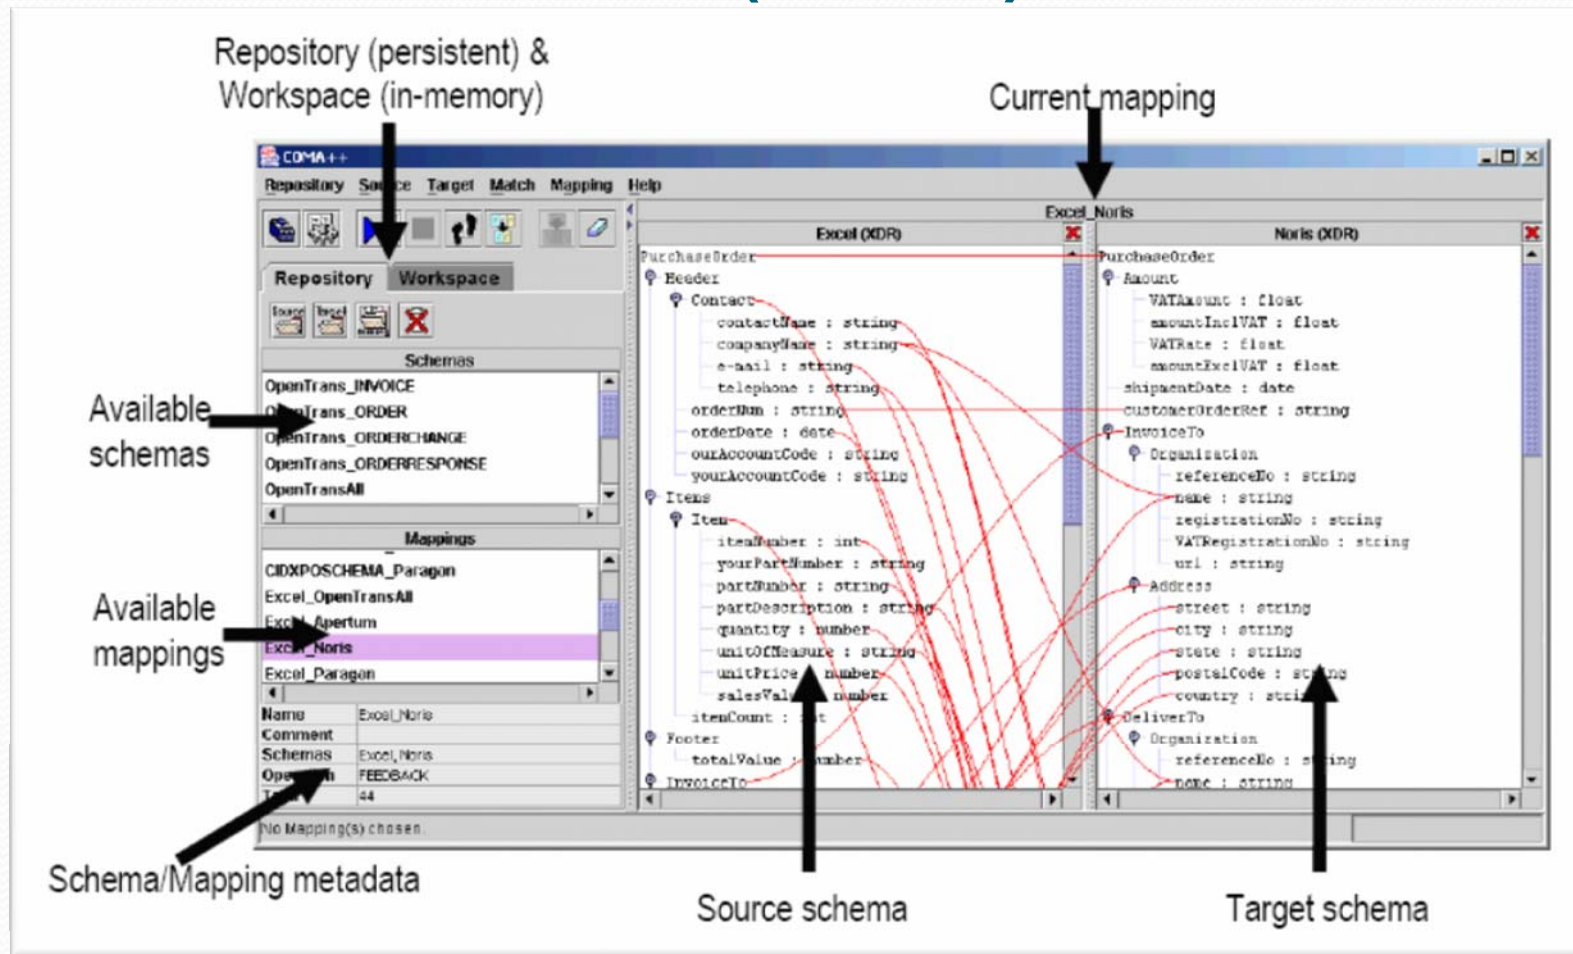 Repository (persistent) &
Workspace (in-memory)
Current mapping
COMA++
Repository Source Target Match Mapping Help
Excel_Noris
Excel (XDR)
Noris (XDR)
Repository
Workspace
Source
Target
Schemas
OpenTrans_INVOICE
OpenTrans_ORDER
OpenTrans_ORDERCHANGE
OpenTrans_ORDERRESPONSE
OpenTransAll
Available
schemas
Mappings
CIDXPOSCHEMA_Paragon
Excel_OpenTransAll
Excel_Apertum
Excel_Noris
Excel_Paragon
Available
mappings
Name Excel_Noris
Comment
Schemas Excel, Noris
FEEDBACK
44
No Mapping(s) chosen.
PurchaseOrder
Header
Contact
contactName : string
companyName : string
e-mail : string
telephone : string
orderNum : string
orderDate : date
ourAccountCode : string
yourAccountCode : string
Items
Item
itemNumber : int
yourPartNumber : string
partNumber : string
partDescription : string
quantity : number
unitOfMeasure : string
unitPrice : number
number
itemCount : int
Footer
totalValue : number
InvoiceTo
PurchaseOrder
Amount
VATAmount : float
amountInclVAT : float
VATRate : float
amountExclVAT : float
shipmentDate : date
customerOrderRef : string
InvoiceTo
Organization
referenceNo : string
name : string
registrationNo : string
VATRegistrationNo : string
url : string
Address
street : string
city : string
state : string
postalCode : string
country : string
DeliverTo
Organization
referenceNo : string
name : string
Schema/Mapping metadata
Source schema
Target schema